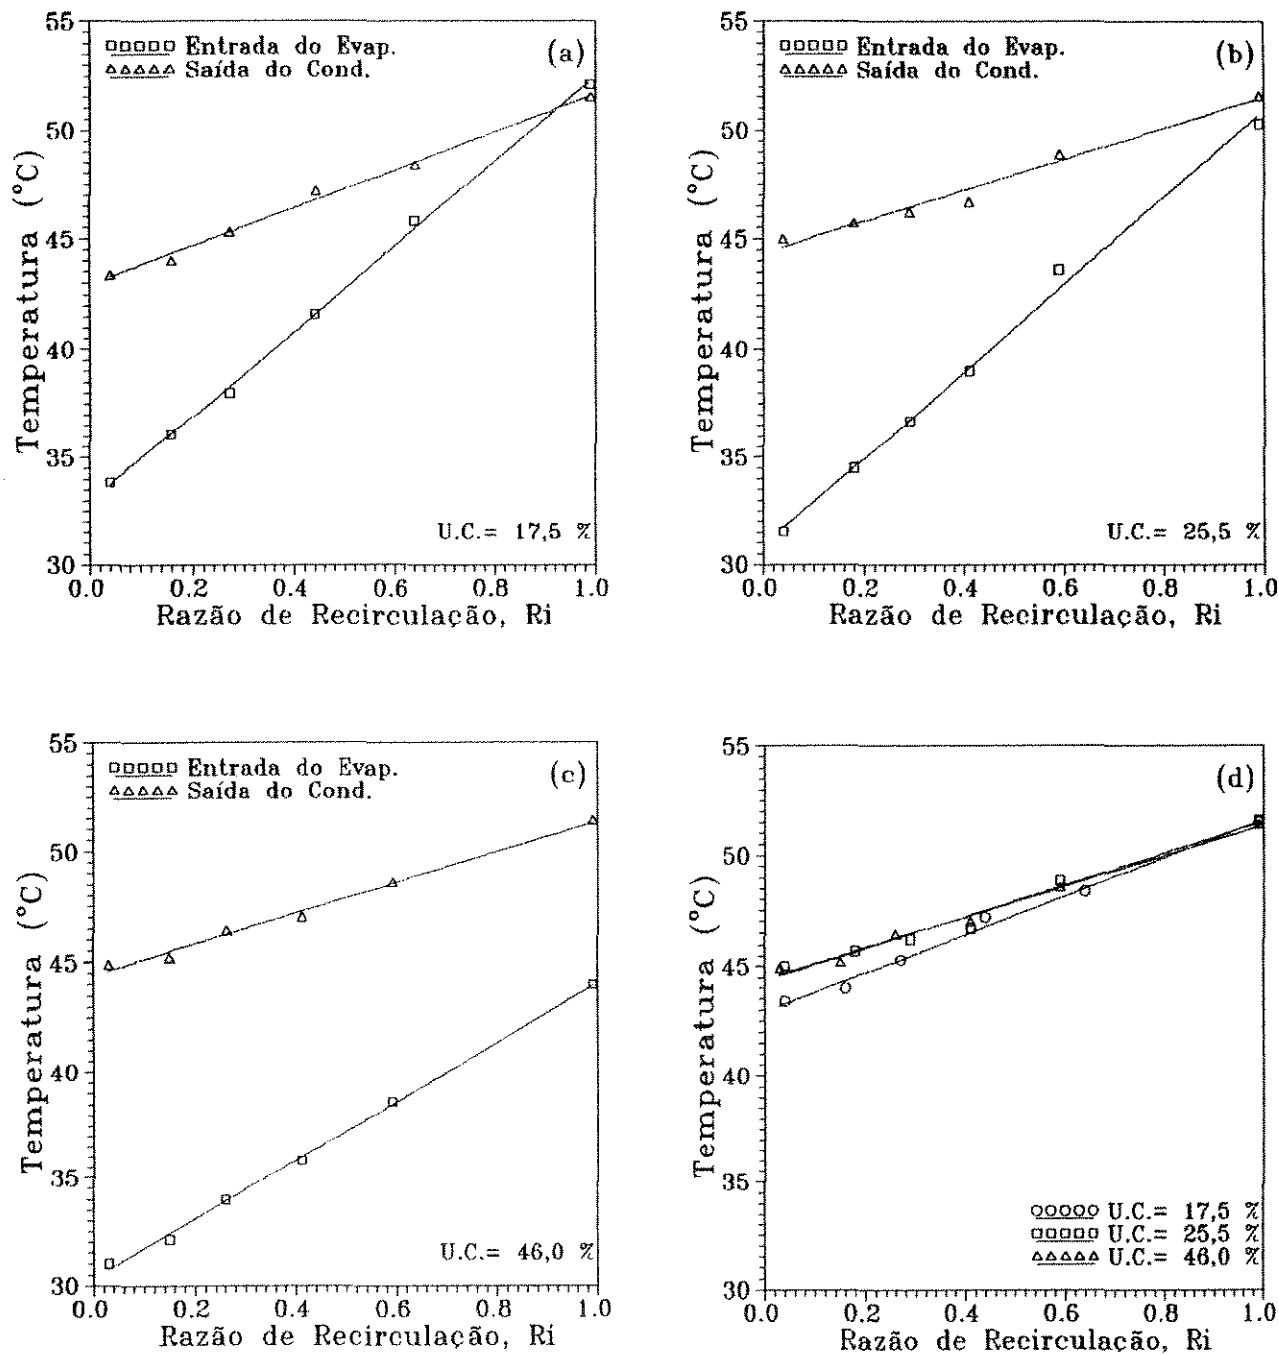 55
50
45
40
35
30
Temperatura (°C)
Entrada do Evap.
Saída do Cond.
(a)
U.C.= 17,5 %
0.0 0.2 0.4 0.6 0.8 1.0
Razão de Recirculação, Ri
55
50
45
40
35
30
Temperatura (°C)
Entrada do Evap.
Saída do Cond.
(b)
U.C.= 25,5 %
0.0 0.2 0.4 0.6 0.8 1.0
Razão de Recirculação, Ri
55
50
45
40
35
30
Temperatura (°C)
Entrada do Evap.
Saída do Cond.
(c)
U.C.= 46,0 %
0.0 0.2 0.4 0.6 0.8 1.0
Razão de Recirculação, Ri
55
50
45
40
35
30
Temperatura (°C)
(d)
U.C.= 17,5 %
U.C.= 25,5 %
U.C.= 46,0 %
0.0 0.2 0.4 0.6 0.8 1.0
Razão de Recirculação, Ri